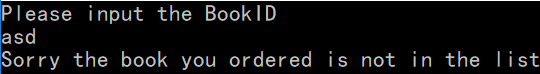 Please input the BookID
asd
Sorry the book you ordered is not in the list